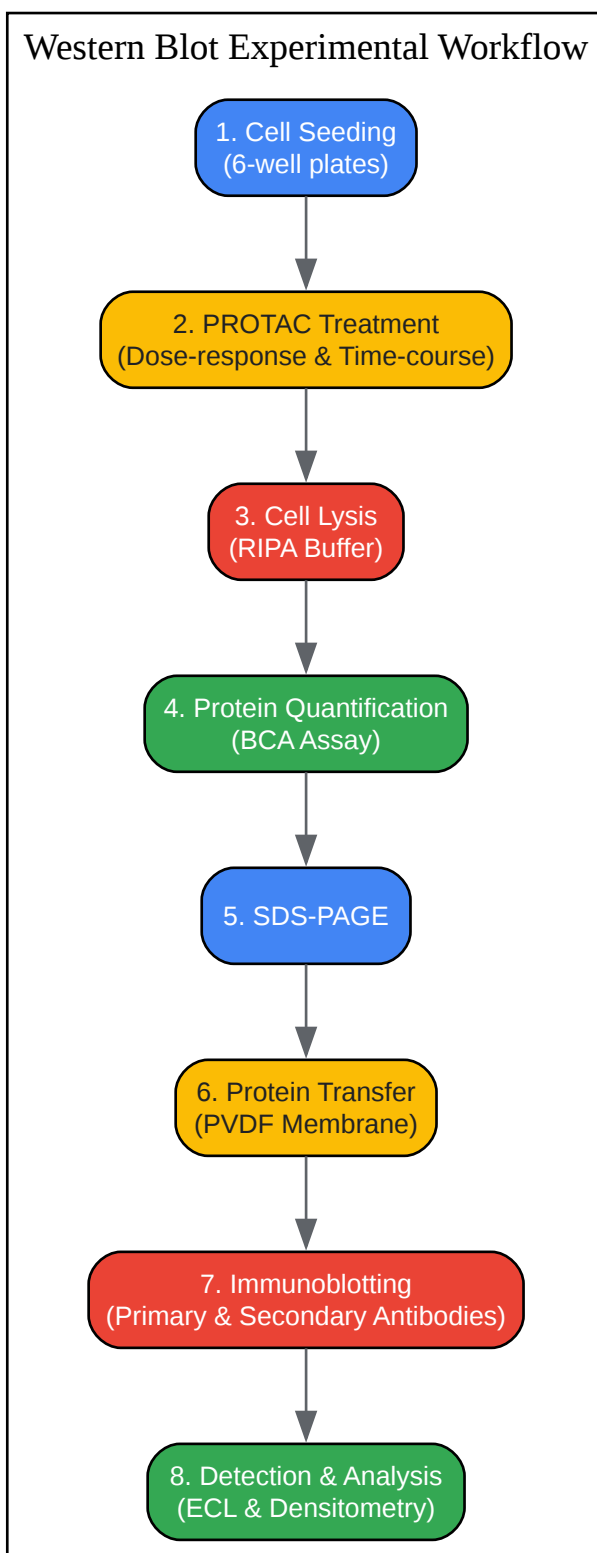 Western Blot Experimental Workflow
1. Cell Seeding
(6-well plates)
2. PROTAC Treatment
(Dose-response & Time-course)
3. Cell Lysis
(RIPA Buffer)
4. Protein Quantification
(BCA Assay)
5. SDS-PAGE
6. Protein Transfer
(PVDF Membrane)
7. Immunoblotting
(Primary & Secondary Antibodies)
8. Detection & Analysis
(ECL & Densitometry)